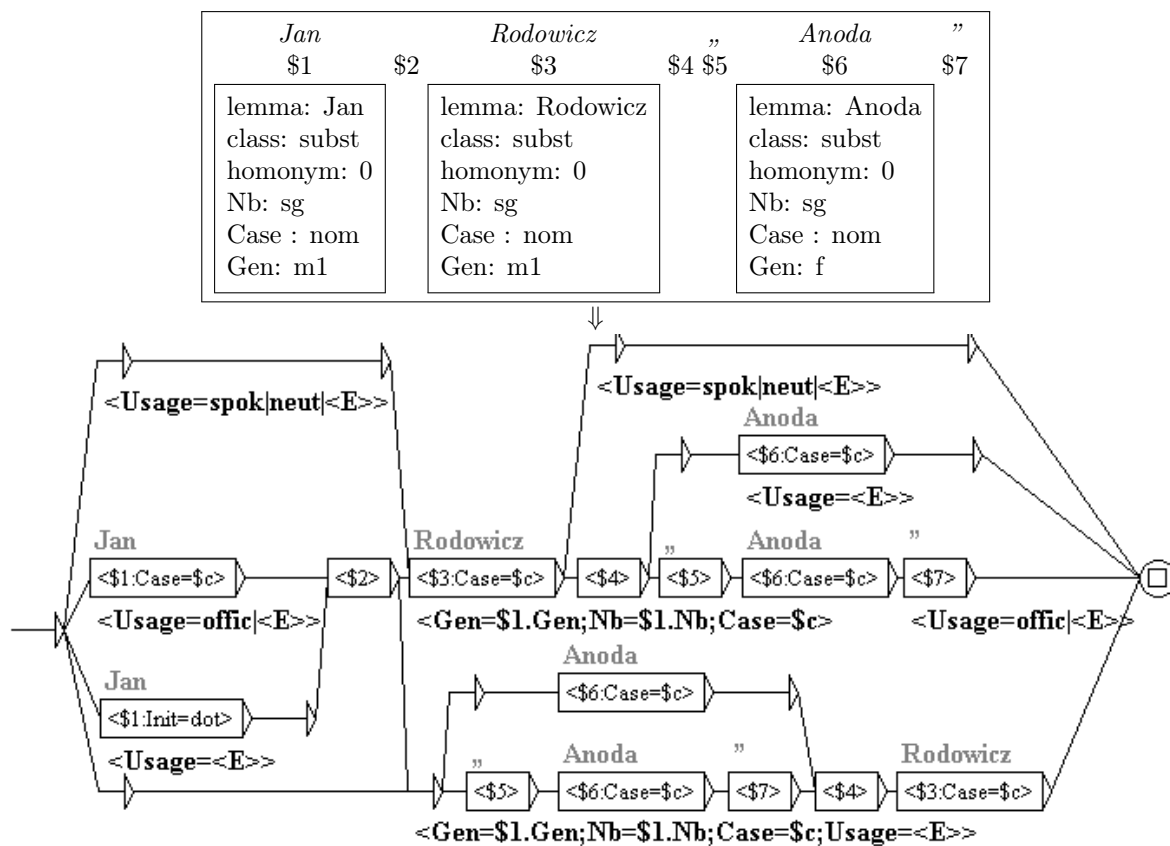 Jan Rodowicz „ Anoda ”
$1 $2 $3 $4 $5 $6 $7
lemma: Jan
class: subst
homonym: 0
Nb: sg
Case : nom
Gen: m1
lemma: Rodowicz
class: subst
homonym: 0
Nb: sg
Case : nom
Gen: m1
lemma: Anoda
class: subst
homonym: 0
Nb: sg
Case : nom
Gen: f
⇓
<Usage=spok|neut|<E>>
<Usage=spok|neut|<E>>
Anoda
<$6:Case=$c>
<Usage=<E>>
Jan Rodowicz „ Anoda ”
<$1:Case=$c> <$2> <$3:Case=$c> <$4> <$5> <$6:Case=$c> <$7>
<Usage=offic|<E>> <Gen=$1.Gen;Nb=$1.Nb;Case=$c> <Usage=offic|<E>>
Jan
<$1:Init=dot>
<Usage=<E>>
Anoda
<$6:Case=$c>
„ Anoda ” Rodowicz
<$5> <$6:Case=$c> <$7> <$4> <$3:Case=$c>
<Gen=$1.Gen;Nb=$1.Nb;Case=$c;Usage=<E>>